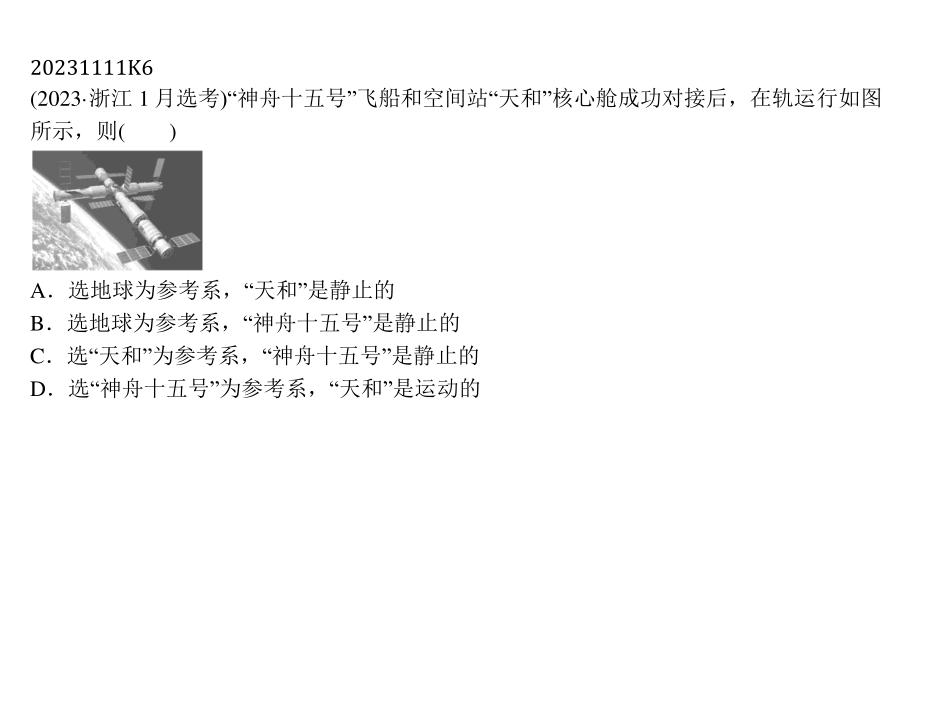 20231111K6
(2023·浙江 1 月选考)“神舟十五号”飞船和空间站“天和”核心舱成功对接后，在轨运行如图
所示，则(　　)
A．选地球为参考系，“天和”是静止的
B．选地球为参考系，“神舟十五号”是静止的
C．选“天和”为参考系，“神舟十五号”是静止的
D．选“神舟十五号”为参考系，“天和”是运动的